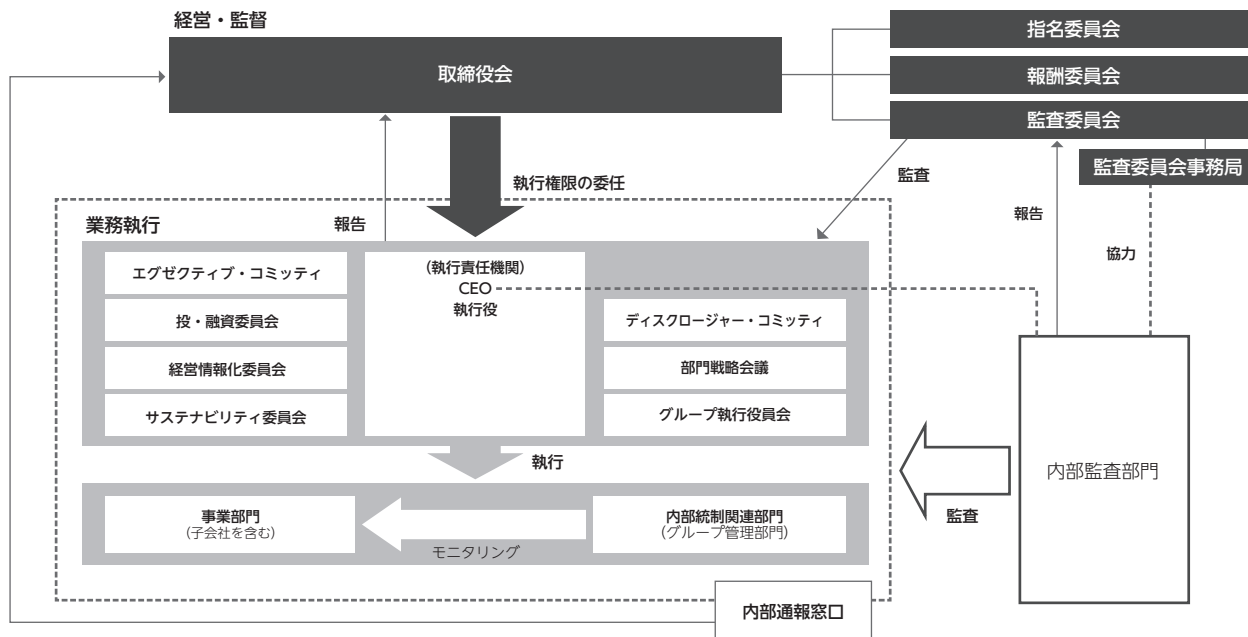 経営・監督
取締役会
指名委員会
報酬委員会
監査委員会
監査委員会事務局
執行権限の委任
監査
報告
協力
業務執行
報告
エグゼクティブ・コミッティ
投・融資委員会
経営情報化委員会
サステナビリティ委員会
(執行責任機関)
CEO
執行役
ディスクロージャー・コミッティ
部門戦略会議
グループ執行役員会
執行
内部監査部門
監査
事業部門
(子会社を含む)
内部統制関連部門
(グループ管理部門)
モニタリング
内部通報窓口